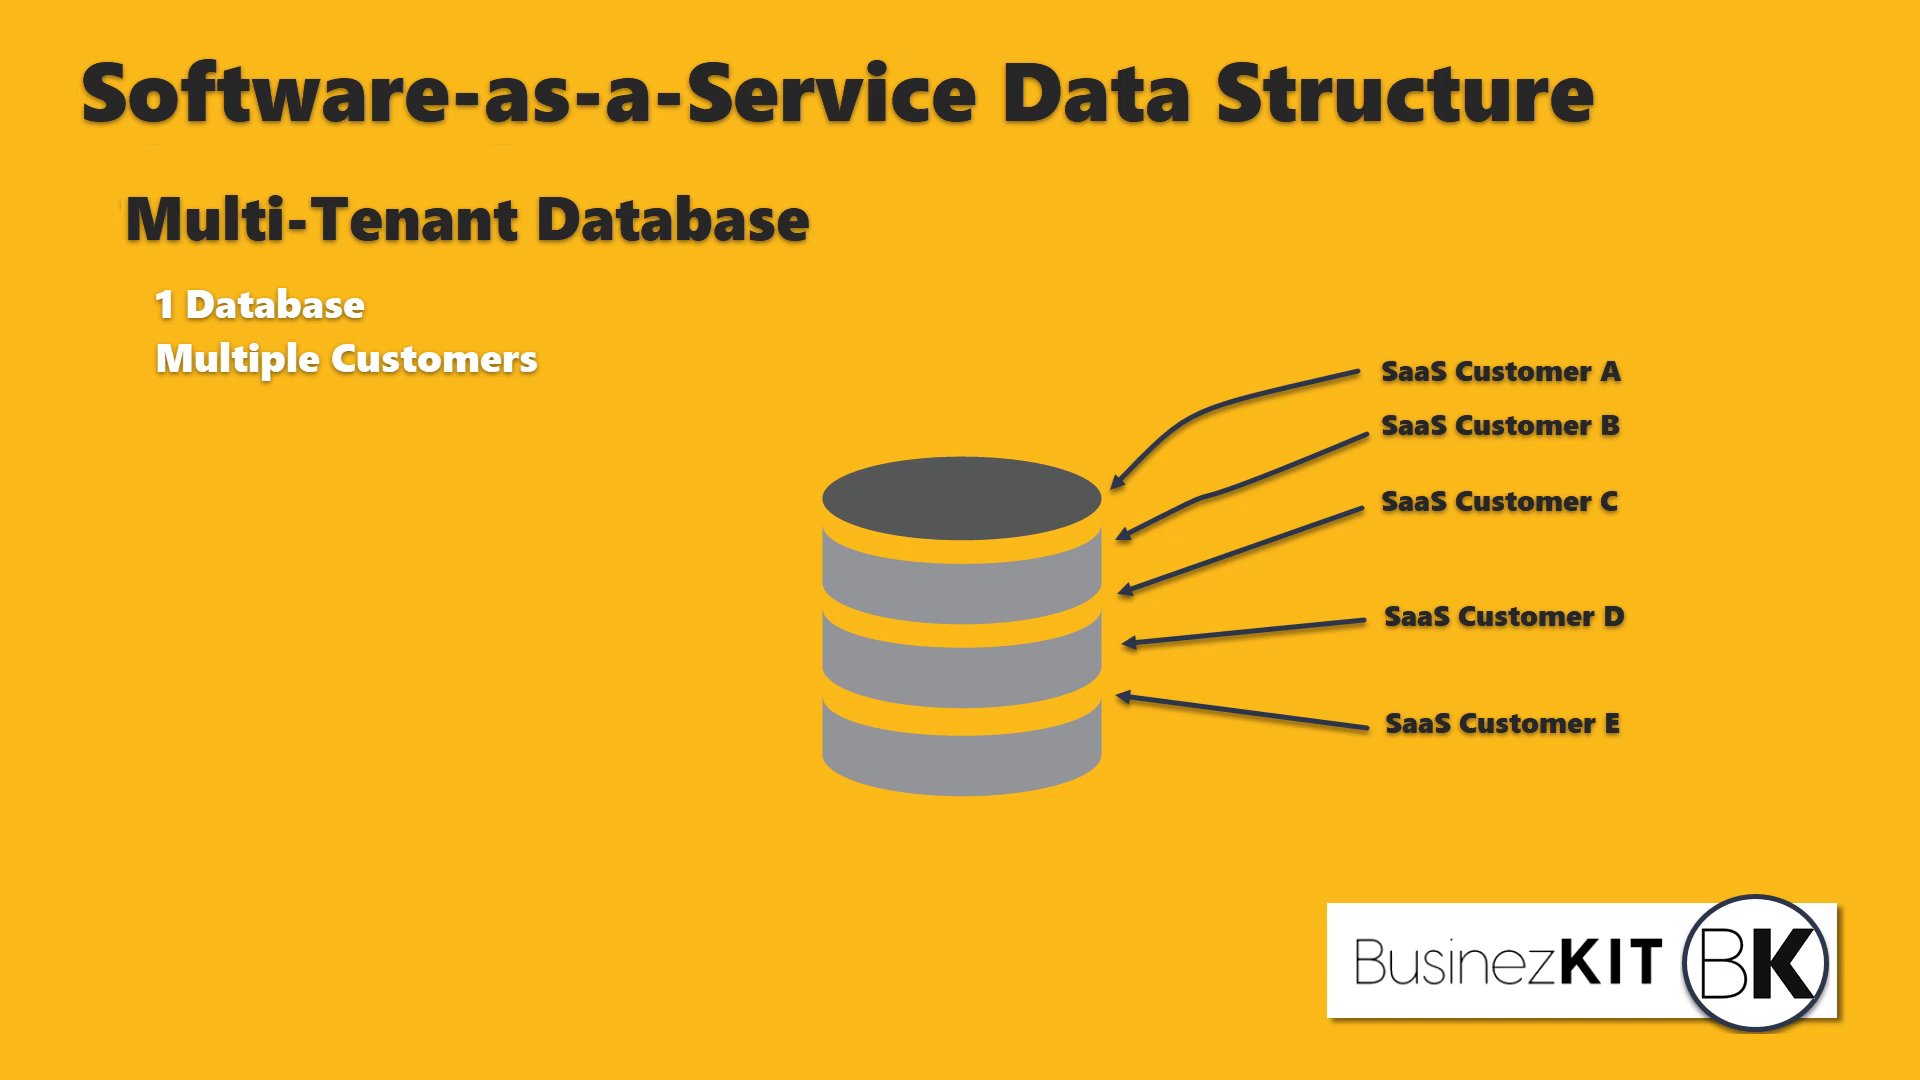 Software-as-a-Service Data Structure
Multi-Tenant Database
1 Database
Multiple Customers
SaaS Customer A
SaaS Customer B
SaaS Customer C
SaaS Customer D
SaaS Customer E
BusinezKIT BK